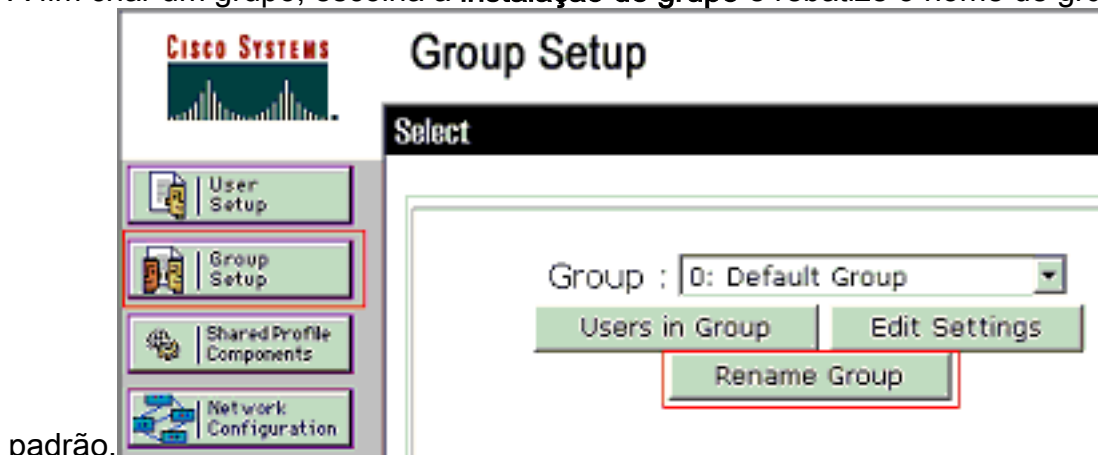 A fim criar um grupo, escolha a instalação do grupo e rebatize o nome do
CISCO SYSTEMS
Group Setup
Select
User
Setup
Group
Setup
Shared Profile
Components
Network
Configuration
Group : 0: Default Group
Users in Group
Edit Settings
Rename Group
padrão.